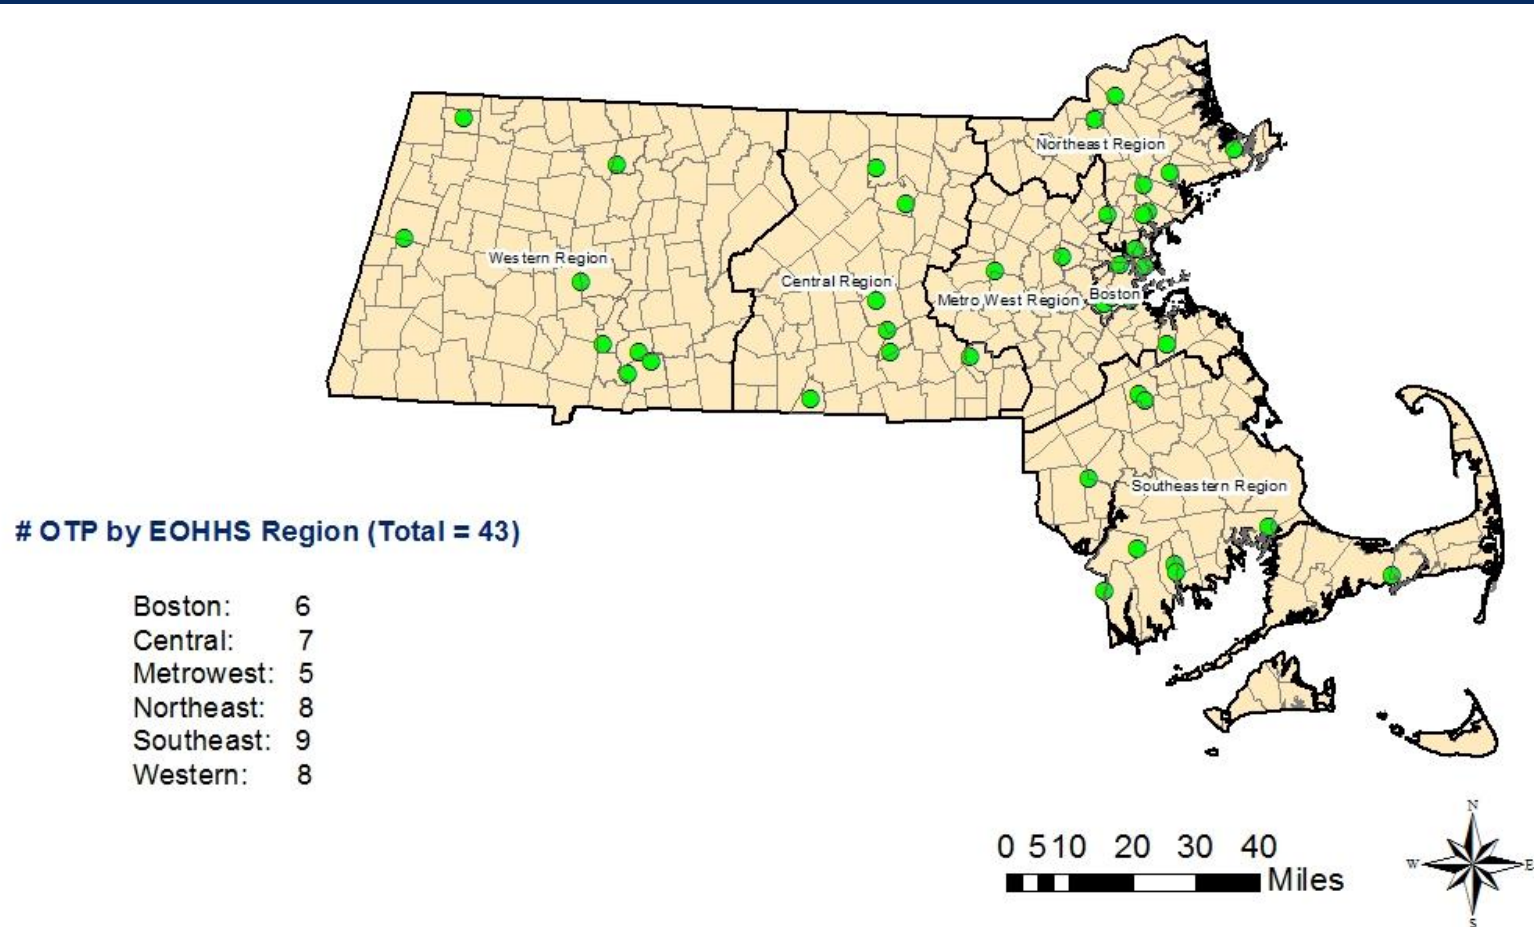 Northeast Region
Western Region
Central Region
Metro West Region
Boston
Southeastern Region
# OTP by EOHHS Region (Total = 43)
Boston: 6
Central: 7
Metrowest: 5
Northeast: 8
Southeast: 9
Western: 8
0 5 10 20 30 40
Miles
N
W E
S